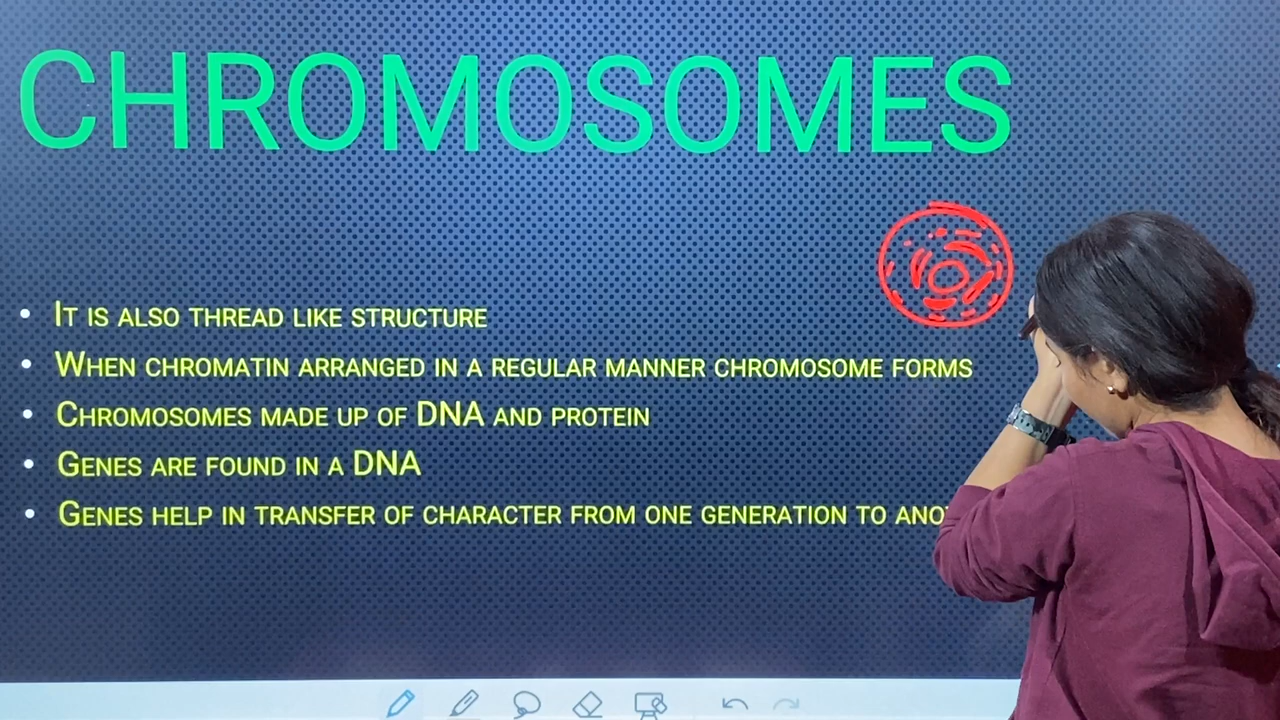 CHROMOSOMES
• IT IS ALSO THREAD LIKE STRUCTURE
• WHEN CHROMATIN ARRANGED IN A REGULAR MANNER CHROMOSOME FORMS
• CHROMOSOMES MADE UP OF DNA AND PROTEIN
• GENES ARE FOUND IN A DNA
• GENES HELP IN TRANSFER OF CHARACTER FROM ONE GENERATION TO